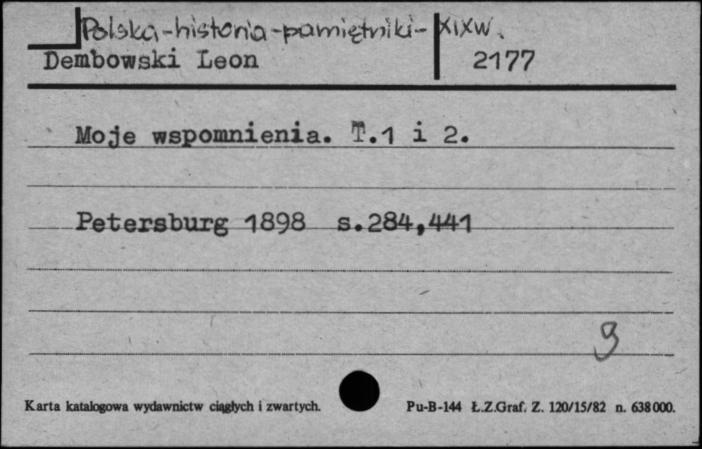 Polska-historia-pamiętniki-XIXw.
Dembowski Leon 2177
Moje wspomnienia. T.1 i 2.
Petersburg 1898 s.284,441
9
Karta katalogowa wydawnictw ciągłych i zwartych. Pu-B-144 Ł.Z.Graf. Z. 120/15/82 n. 638000.